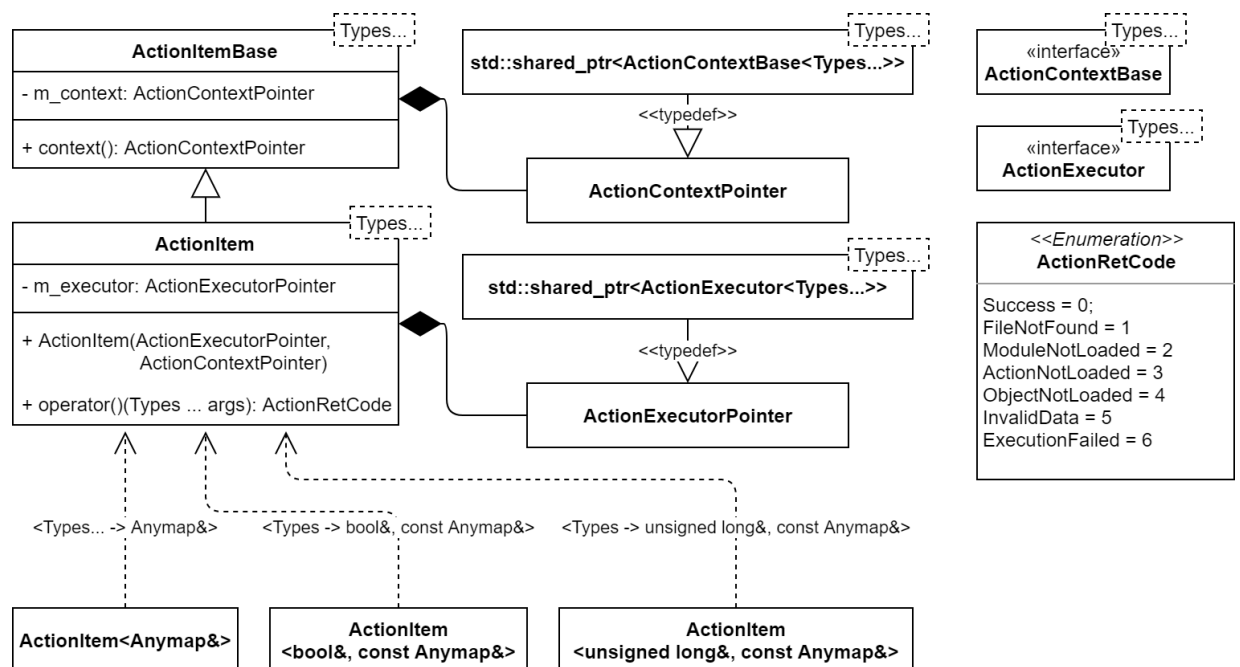 Types...
ActionItemBase
- m_context: ActionContextPointer
+ context(): ActionContextPointer
Types...
std::shared_ptr<ActionContextBase<Types...>>
<<typedef>>
ActionContextPointer
Types...
«interface»
ActionContextBase
Types...
«interface»
ActionExecutor
Types...
ActionItem
- m_executor: ActionExecutorPointer
+ ActionItem(ActionExecutorPointer,
ActionContextPointer)
+ operator()(Types ... args): ActionRetCode
Types...
std::shared_ptr<ActionExecutor<Types...>>
<<typedef>>
ActionExecutorPointer
<<Enumeration>>
ActionRetCode
Success = 0;
FileNotFound = 1
ModuleNotLoaded = 2
ActionNotLoaded = 3
ObjectNotLoaded = 4
InvalidData = 5
ExecutionFailed = 6
<Types... -> Anymap&>
<Types -> bool&, const Anymap&>
<Types -> unsigned long&, const Anymap&>
ActionItem<Anymap&>
ActionItem
<bool&, const Anymap&>
ActionItem
<unsigned long&, const Anymap&>